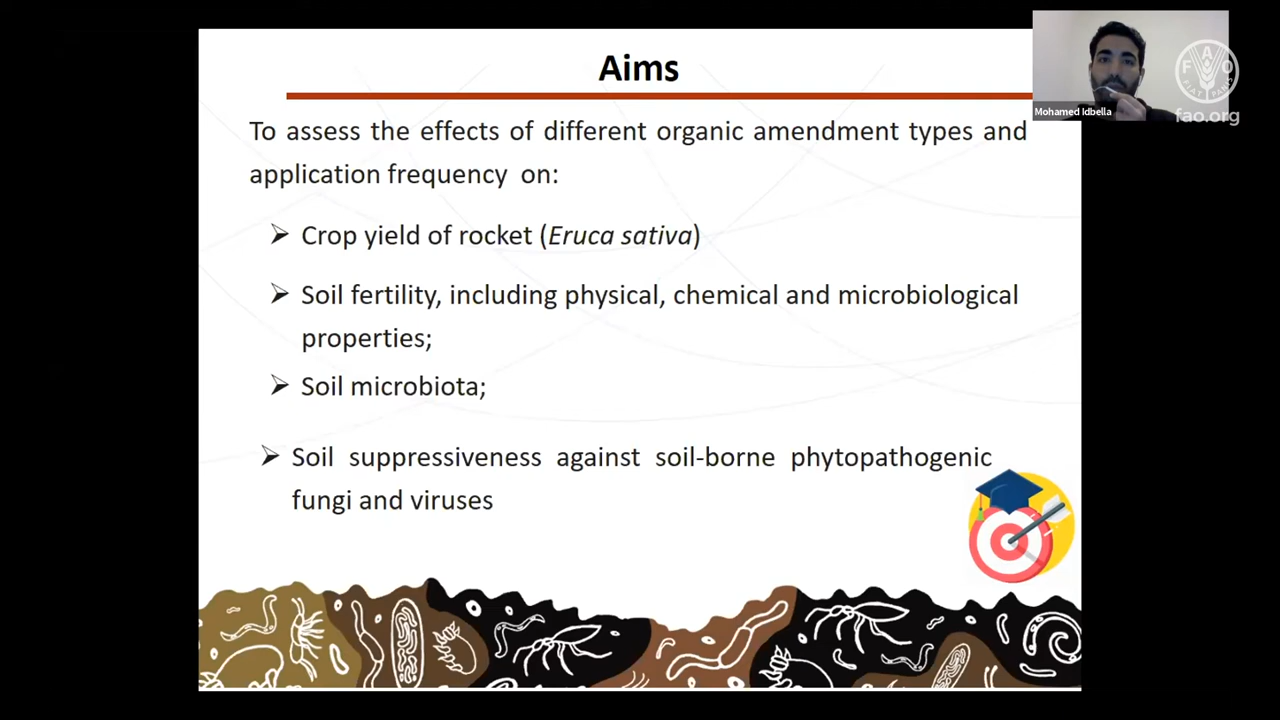 Aims
To assess the effects of different organic amendment types and
application frequency on:
➢ Crop yield of rocket (Eruca sativa)
➢ Soil fertility, including physical, chemical and microbiological
properties;
➢ Soil microbiota;
➢ Soil suppressiveness against soil-borne phytopathogenic
fungi and viruses
Mohamed Idbella
F A O
FIAT PANIS
fao.org